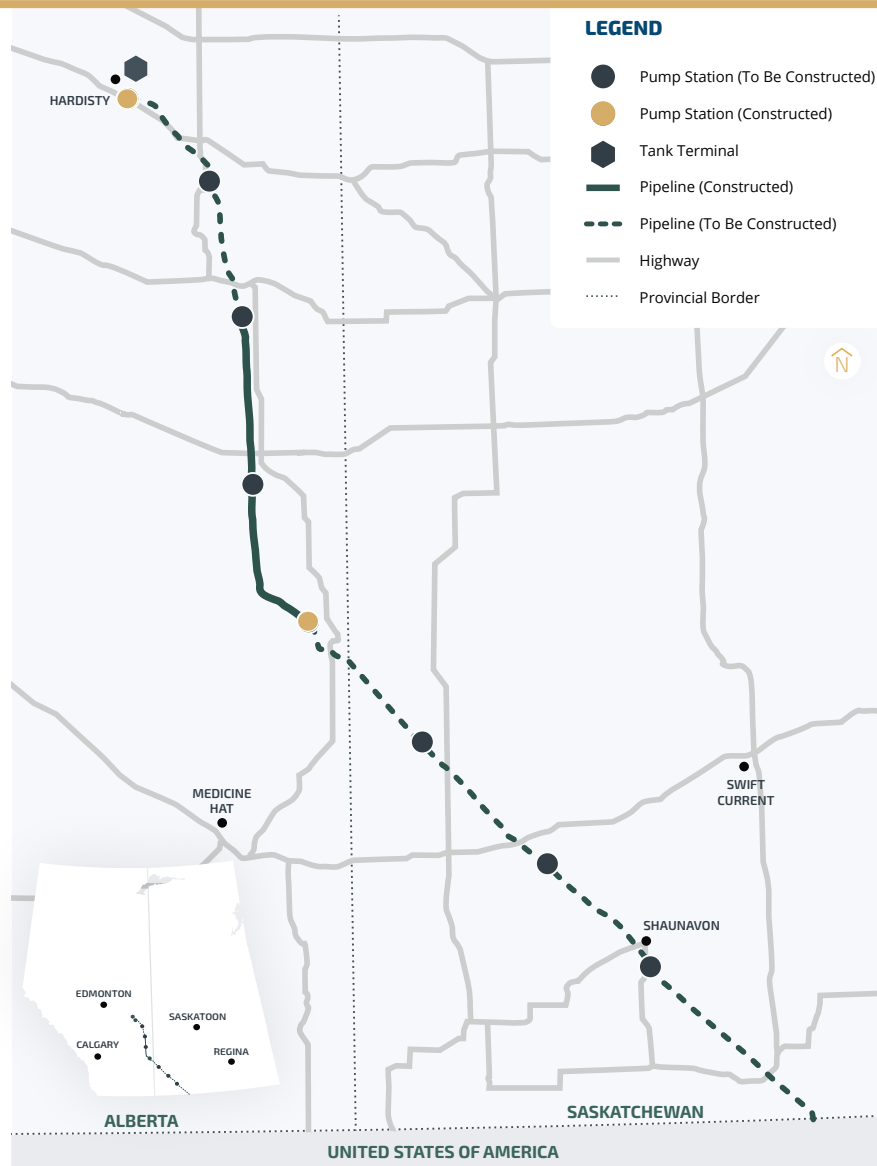 LEGEND
Pump Station (To Be Constructed)
Pump Station (Constructed)
Tank Terminal
Pipeline (Constructed)
Pipeline (To Be Constructed)
Highway
Provincial Border
N
HARDISTY
MEDICINE
HAT
SWIFT
CURRENT
SHAUNAVON
EDMONTON
SASKATOON
CALGARY
REGINA
ALBERTA
SASKATCHEWAN
UNITED STATES OF AMERICA